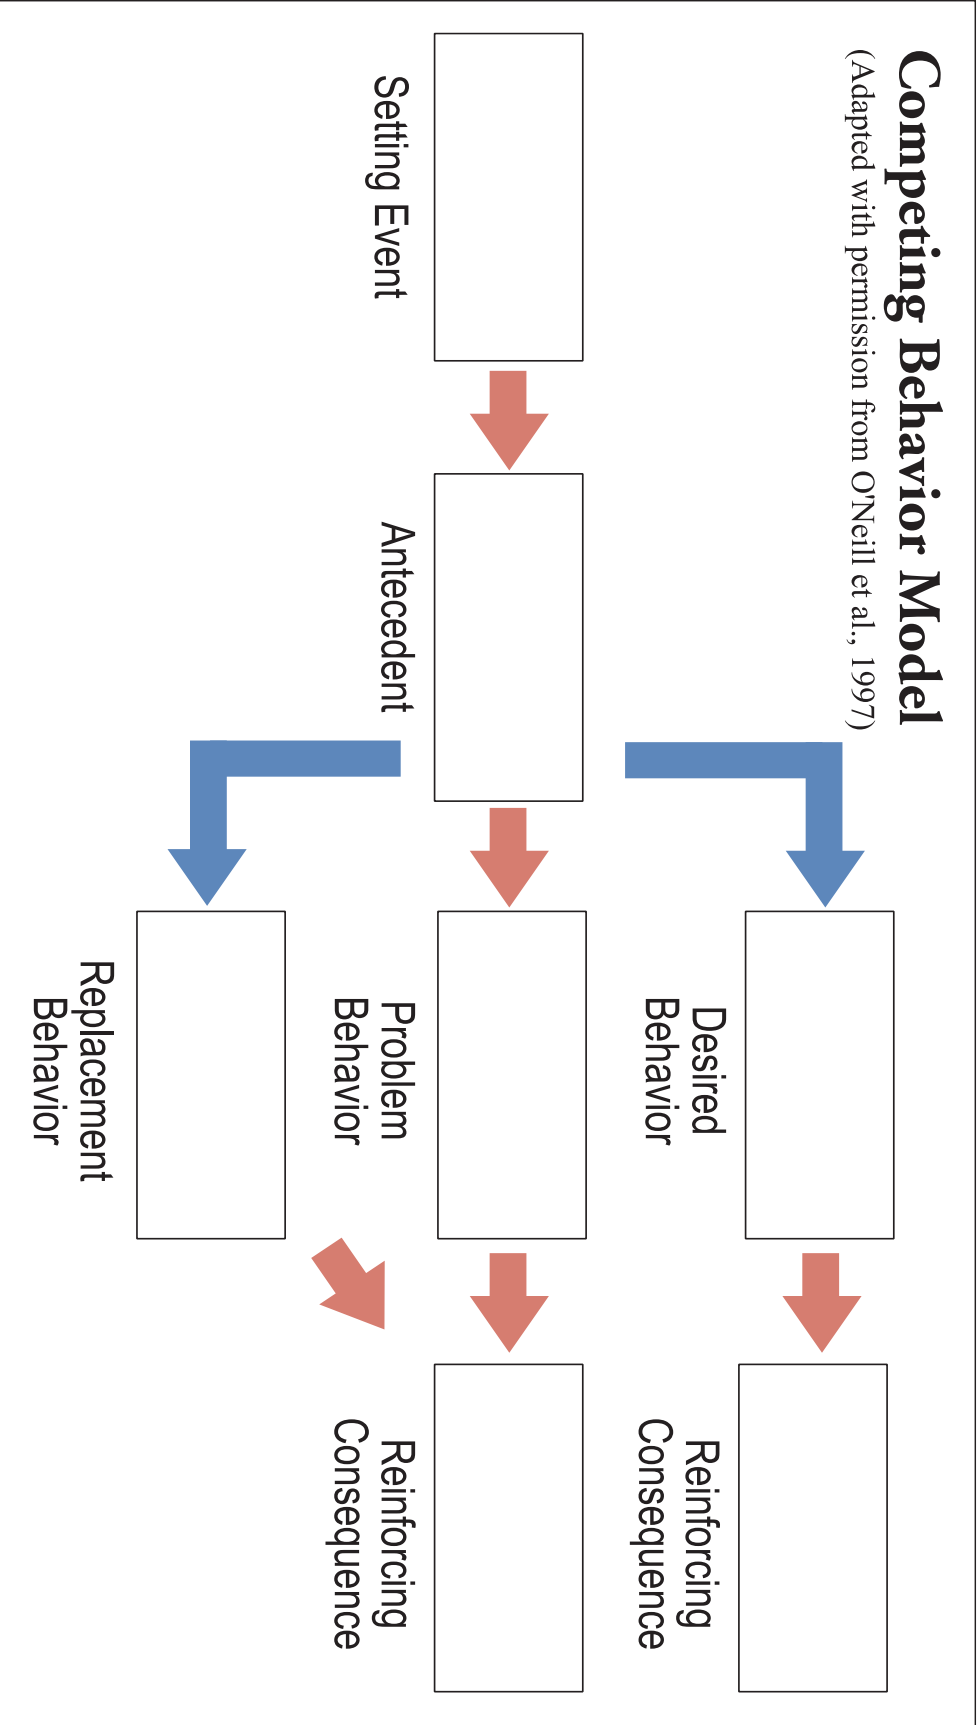 Competing Behavior Model
(Adapted with permission from O'Neill et al., 1997)
Desired
Behavior
Reinforcing
Consequence
Setting Event
Antecedent
Problem
Behavior
Reinforcing
Consequence
Replacement
Behavior